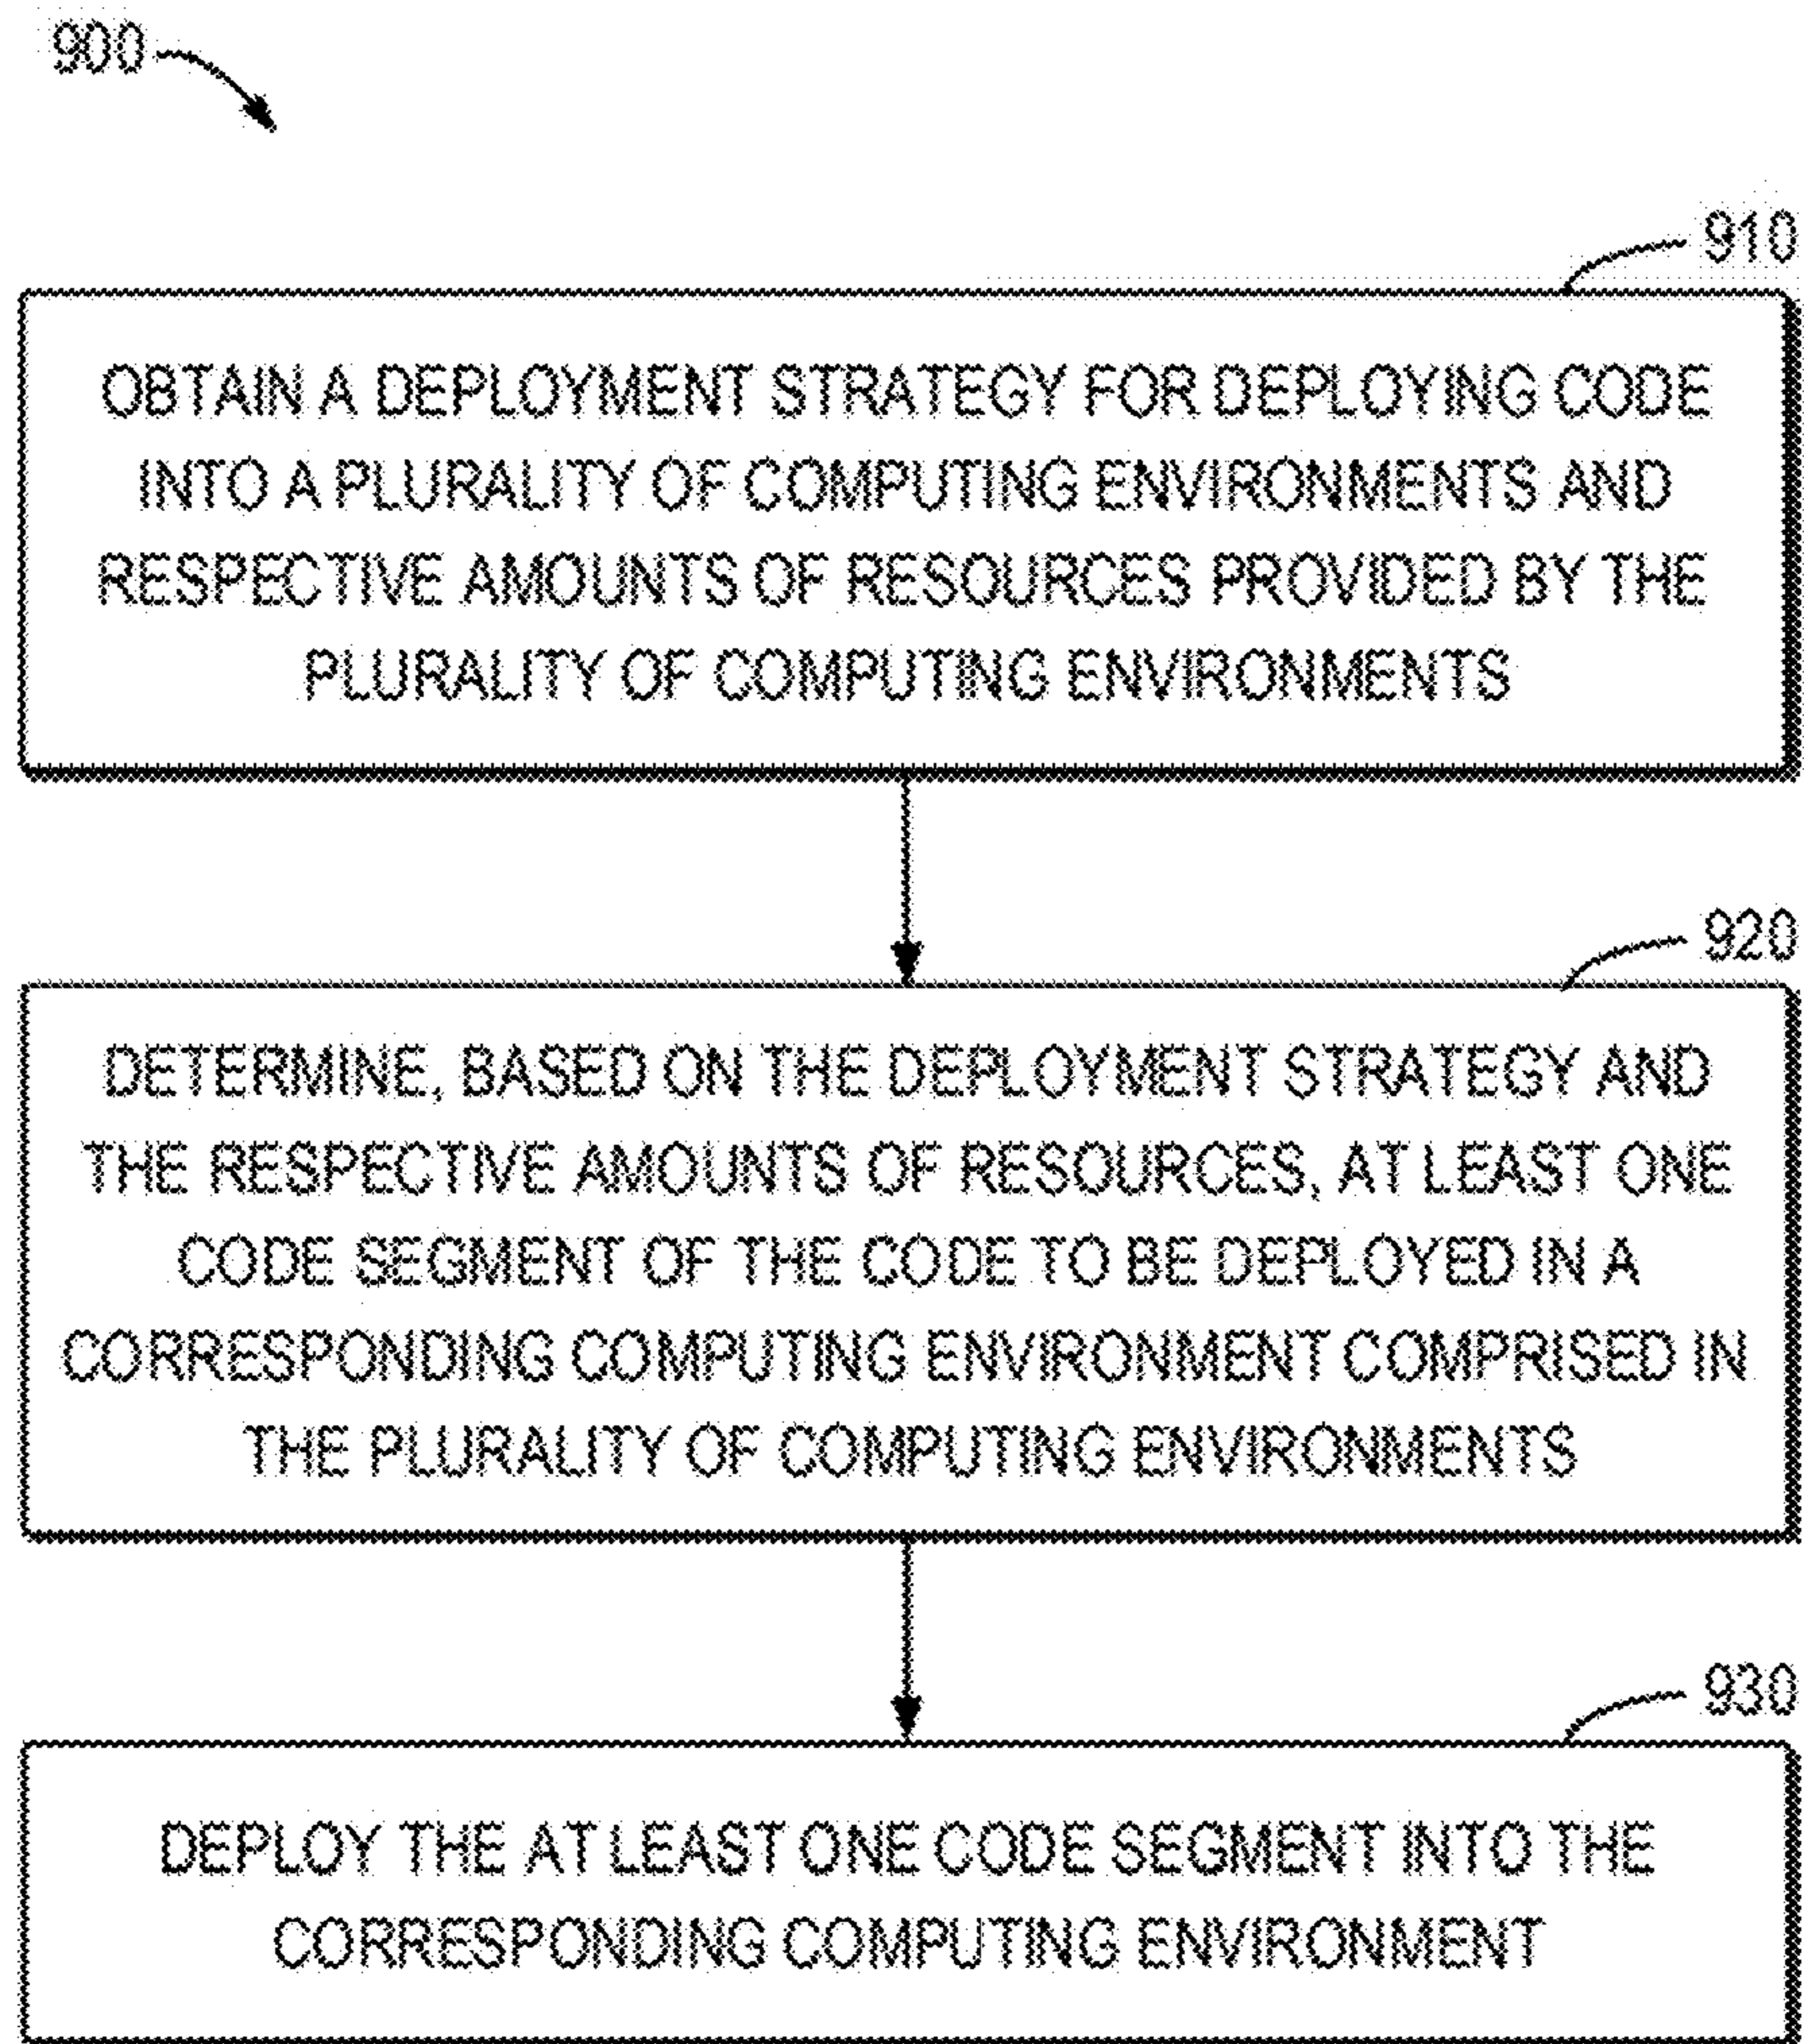 900
910
OBTAIN A DEPLOYMENT STRATEGY FOR DEPLOYING CODE
INTO A PLURALITY OF COMPUTING ENVIRONMENTS AND
RESPECTIVE AMOUNTS OF RESOURCES PROVIDED BY THE
PLURALITY OF COMPUTING ENVIRONMENTS
920
DETERMINE, BASED ON THE DEPLOYMENT STRATEGY AND
THE RESPECTIVE AMOUNTS OF RESOURCES, AT LEAST ONE
CODE SEGMENT OF THE CODE TO BE DEPLOYED IN A
CORRESPONDING COMPUTING ENVIRONMENT COMPRISED IN
THE PLURALITY OF COMPUTING ENVIRONMENTS
930
DEPLOY THE AT LEAST ONE CODE SEGMENT INTO THE
CORRESPONDING COMPUTING ENVIRONMENT